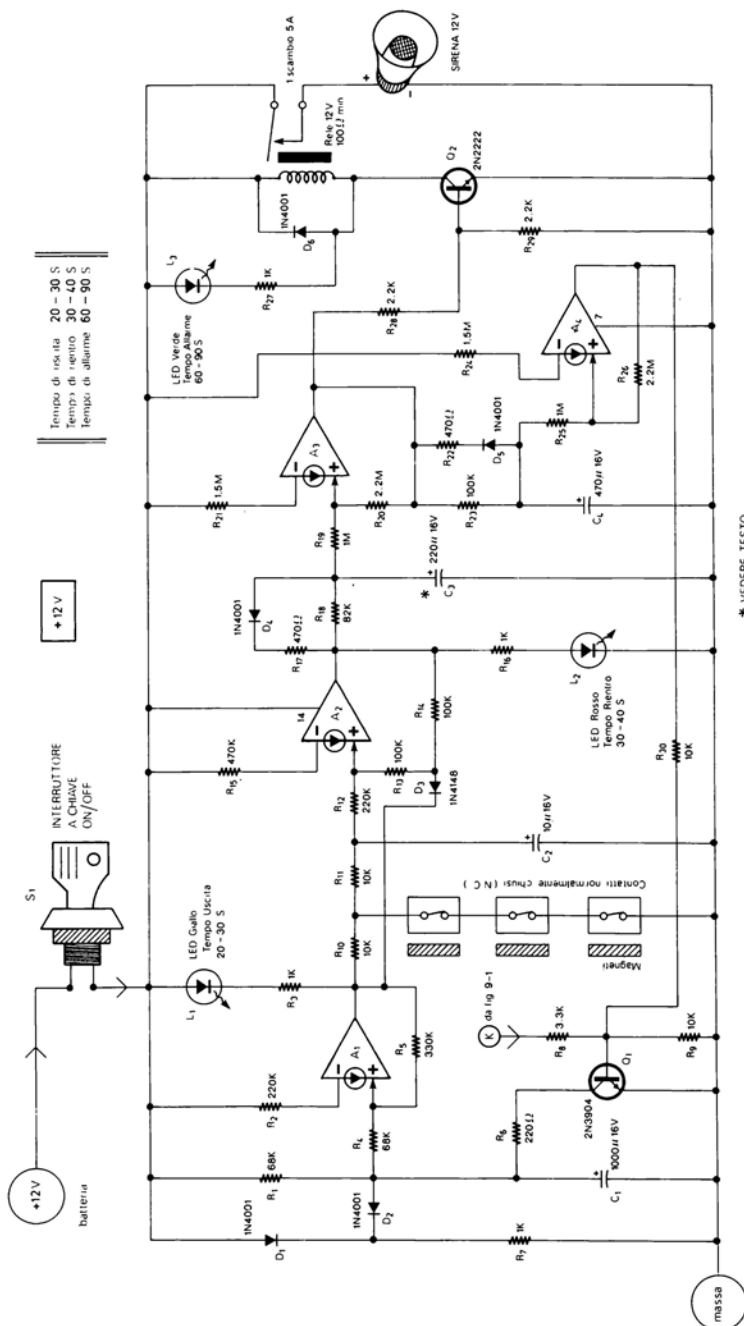 Tempo di uscita 20 - 30 S
Tempo di rientro 30 - 40 S
Tempo di allarme 60 - 90 S
+12V
INTERRUTTORE
A CHIAVE
ON/OFF
S1
+12V
batteria
LED Giallo
Tempo Uscita
20 - 30 S
L1
R3 1K
R2 220K
R1 68K
1N4001
D1
1N4001
D2
R4 68K
R5
330K
A1
R7 1K
C1
1000µ 16V
R6
220Ω
2N3904
Q1
K da fig 9-1
R8 3.3K
R9 10K
R10 10K
R11 10K
R12 220K
Magneti
Contatti normalmente chiusi (NC)
C2 10µ 16V
R13 100K
D3
1N4148
R14
100K
R15 470K
14
A2
R16 1K
L2
LED Rosso
Tempo Rientro
30 - 40 S
R17 470Ω
1N4001
D4
R18
82K
* 220µ 16V
C3
R19
1M
R20 2.2M
R21 1.5M
A3
R22 470Ω
D5 1N4001
R23
100K
C4 470µ 16V
R24 1.5M
R25 1M
R26
2.2M
A4
7
LED Verde
Tempo Allarme
60 - 90 S
L3
R27 1K
1N4001
D6
R28 2.2K
R29 2.2K
Q2
2N2222
Rele 12V
100Ω min
1 scambio 5A
SIRENA 12V
+
-
R30
10K
massa
* VEDERE TESTO